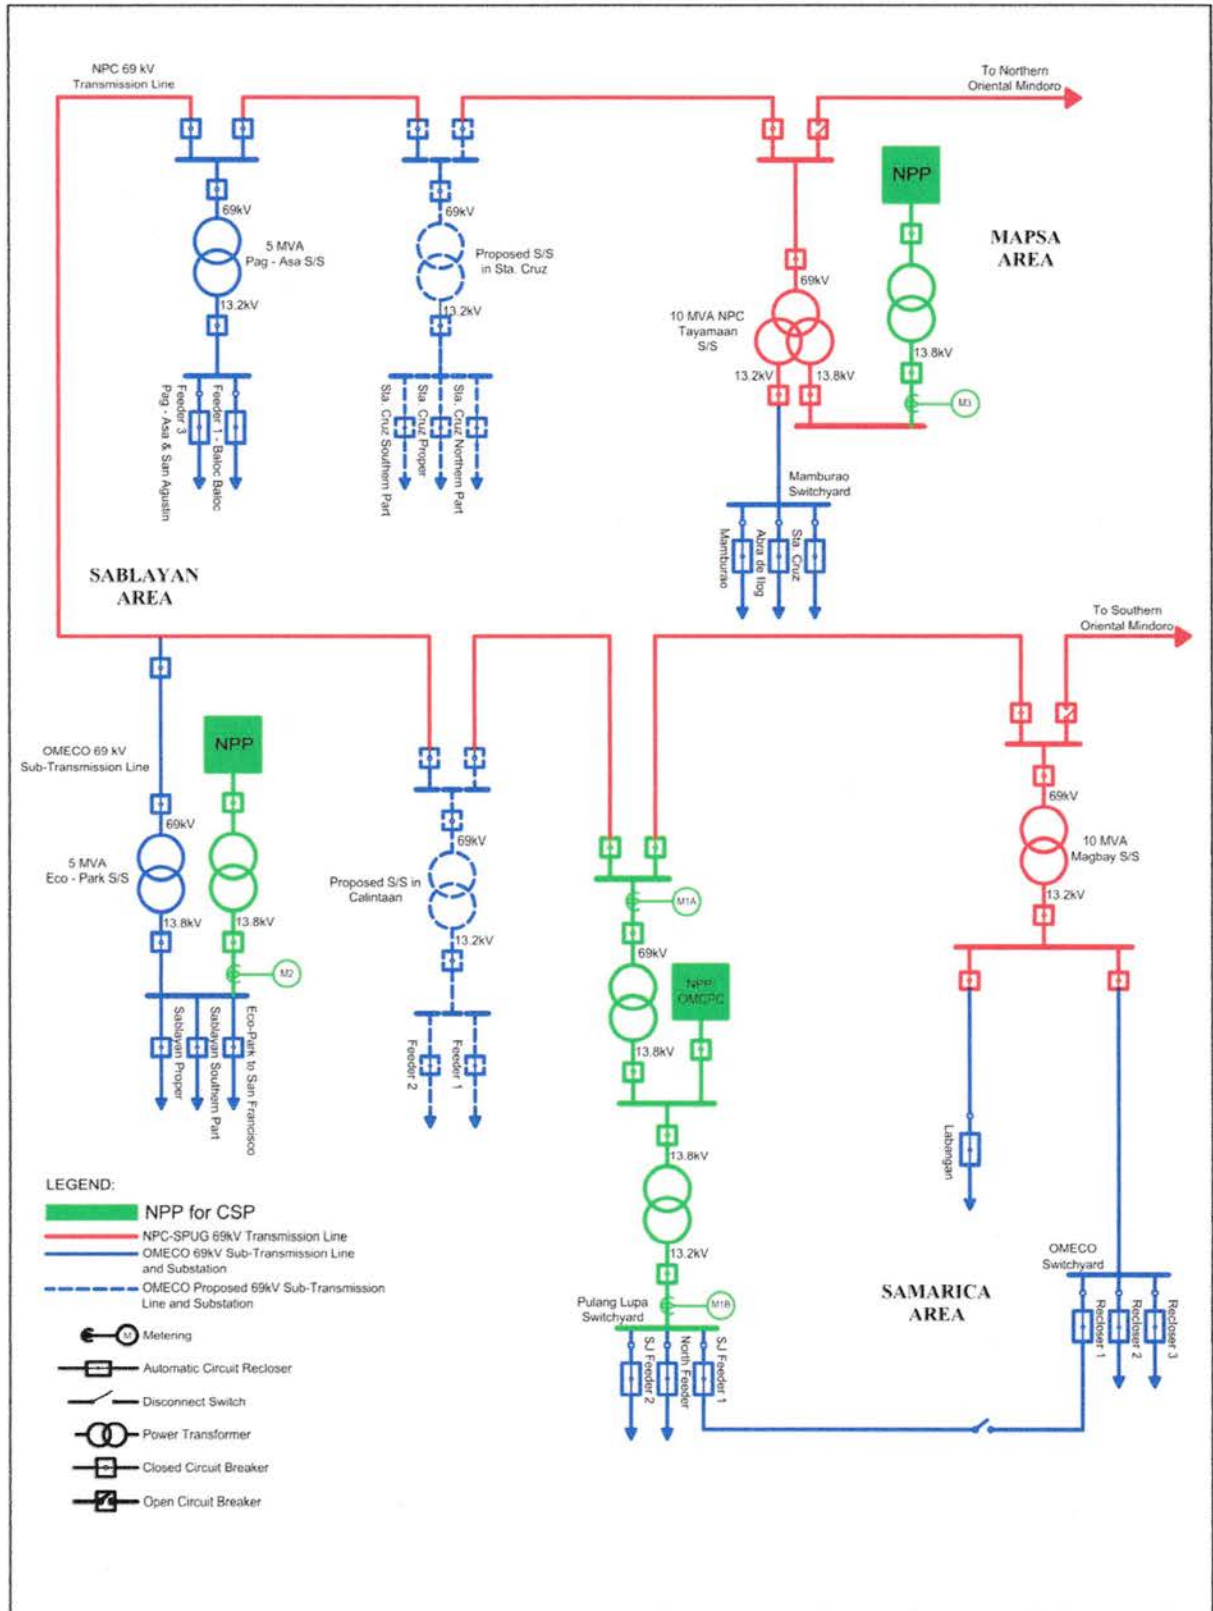 NPC 69 kV
Transmission Line
To Northern
Oriental Mindoro
69kV
5 MVA
Pag - Asa S/S
13.2kV
Feeder 3
Pag - Asa & San Agustin
Feeder 1 - Baloc Baloc
69kV
Proposed S/S
in Sta. Cruz
13.2kV
Sta. Cruz Southern Part
Sta. Cruz Proper
Sta. Cruz Northern Part
NPP
MAPSA
AREA
69kV
10 MVA NPC
Tayamaan
S/S
13.2kV
13.8kV
13.8kV
M3
Mamburao
Switchyard
Mamburao
Abra de Ilog
Sta. Cruz
SABLAYAN
AREA
To Southern
Oriental Mindoro
OMECO 69 kV
Sub-Transmission Line
NPP
69kV
5 MVA
Eco - Park S/S
13.8kV
13.8kV
M2
Sablayan Proper
Sablayan Southern Part
Eco-Park to San Francisco
69kV
Proposed S/S in
Calintaan
13.2kV
Feeder 2
Feeder 1
M1A
69kV
NPP
OMCPC
13.8kV
13.8kV
13.2kV
Pulang Lupa
Switchyard
M1B
SJ Feeder 2
North Feeder
SJ Feeder 1
69kV
10 MVA
Magbay S/S
13.2kV
Labangan
OMECO
Switchyard
SAMARICA
AREA
Recloser 1
Recloser 2
Recloser 3
LEGEND:
NPP for CSP
NPC-SPUG 69kV Transmission Line
OMECO 69kV Sub-Transmission Line
and Substation
OMECO Proposed 69kV Sub-Transmission
Line and Substation
M Metering
Automatic Circuit Recloser
Disconnect Switch
Power Transformer
Closed Circuit Breaker
Open Circuit Breaker